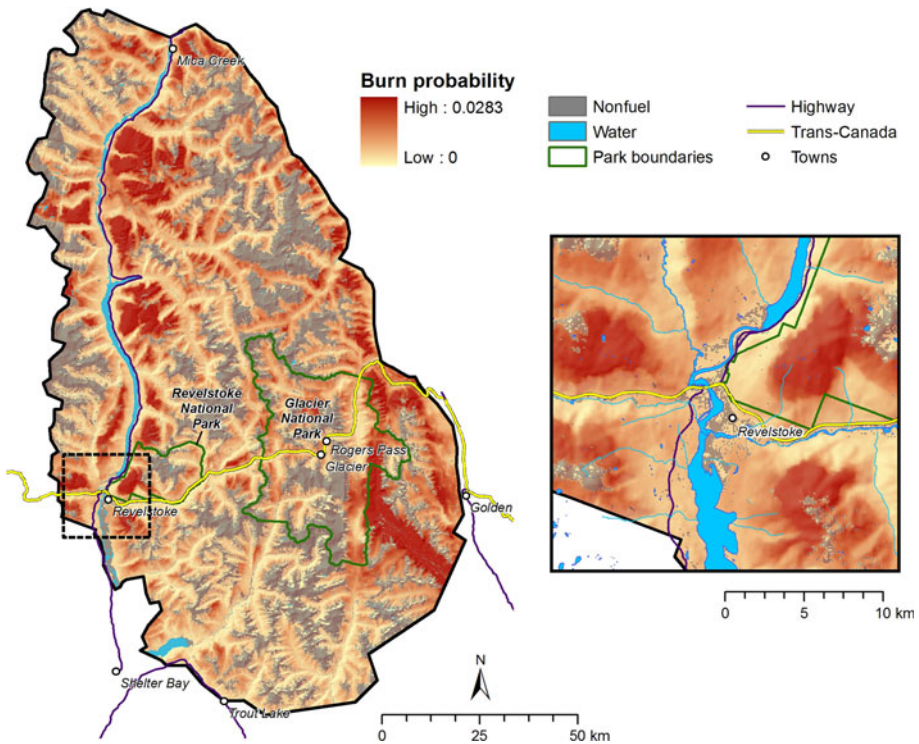 Mica Creek
Burn probability
High : 0.0283
Low : 0
Nonfuel
Water
Park boundaries
Highway
Trans-Canada
Towns
Revelstoke
National
Park
Glacier
National
Park
Rogers Pass
Glacier
Revelstoke
Golden
Shelter Bay
Trout Lake
Revelstoke
0 5 10 km
N
0 25 50 km